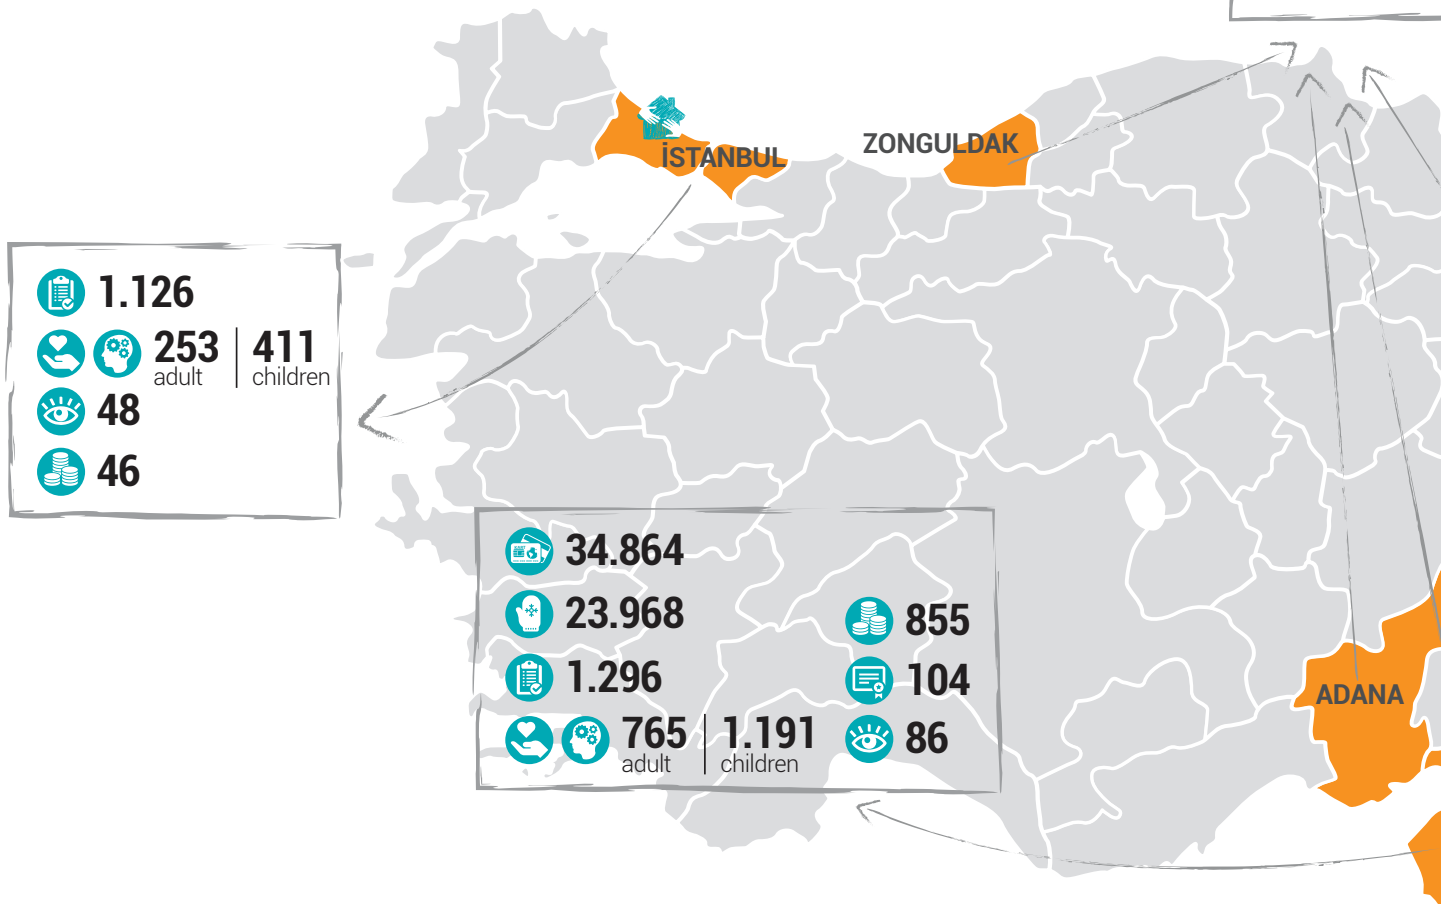 İSTANBUL
ZONGULDAK
1.126
253 | 411
adult children
48
46
34.864
23.968
1.296
765 | 1.191
adult children
855
104
86
ADANA